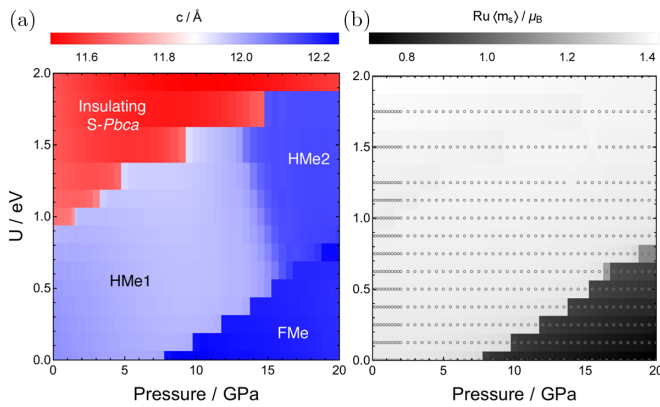 (a)
c / Å
11.6 11.8 12.0 12.2
2.0
1.5
1.0
0.5
0.0
U / eV
Insulating
S-Pbca
HMe2
HMe1
FMe
0 5 10 15 20
Pressure / GPa
(b)
Ru ⟨mₛ⟩ / μ_B
0.8 1.0 1.2 1.4
2.0
1.5
1.0
0.5
0.0
0 5 10 15 20
Pressure / GPa